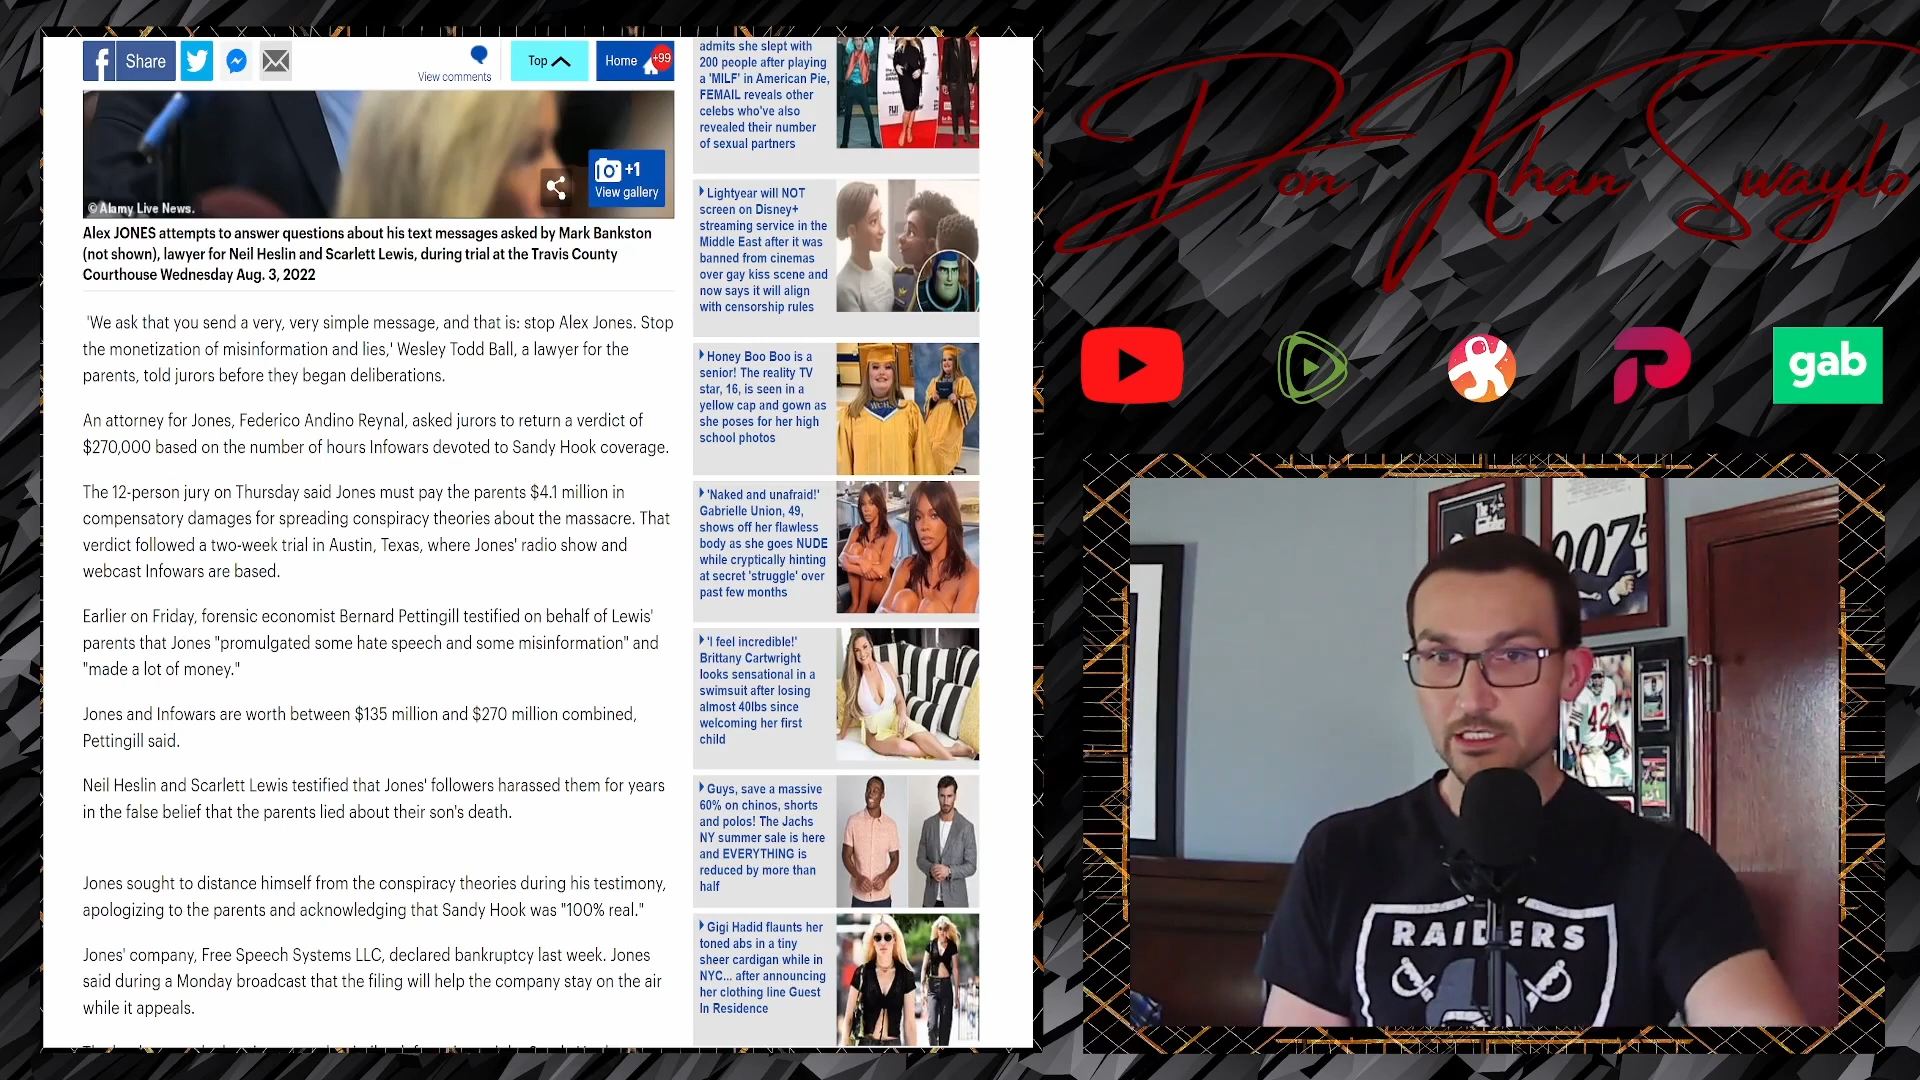 Share
View comments
Top
Home
+99
+1
View gallery
© Alamy Live News.
Alex JONES attempts to answer questions about his text messages asked by Mark Bankston
(not shown), lawyer for Neil Heslin and Scarlett Lewis, during trial at the Travis County
Courthouse Wednesday Aug. 3, 2022
'We ask that you send a very, very simple message, and that is: stop Alex Jones. Stop
the monetization of misinformation and lies,' Wesley Todd Ball, a lawyer for the
parents, told jurors before they began deliberations.
An attorney for Jones, Federico Andino Reynal, asked jurors to return a verdict of
$270,000 based on the number of hours Infowars devoted to Sandy Hook coverage.
The 12-person jury on Thursday said Jones must pay the parents $4.1 million in
compensatory damages for spreading conspiracy theories about the massacre. That
verdict followed a two-week trial in Austin, Texas, where Jones' radio show and
webcast Infowars are based.
Earlier on Friday, forensic economist Bernard Pettingill testified on behalf of Lewis'
parents that Jones "promulgated some hate speech and some misinformation" and
"made a lot of money."
Jones and Infowars are worth between $135 million and $270 million combined,
Pettingill said.
Neil Heslin and Scarlett Lewis testified that Jones' followers harassed them for years
in the false belief that the parents lied about their son's death.
Jones sought to distance himself from the conspiracy theories during his testimony,
apologizing to the parents and acknowledging that Sandy Hook was "100% real."
Jones' company, Free Speech Systems LLC, declared bankruptcy last week. Jones
said during a Monday broadcast that the filing will help the company stay on the air
while it appeals.
admits she slept with
200 people after playing
a 'MILF' in American Pie,
FEMAIL reveals other
celebs who've also
revealed their number
of sexual partners
Lightyear will NOT
screen on Disney+
streaming service in the
Middle East after it was
banned from cinemas
over gay kiss scene and
now says it will align
with censorship rules
Honey Boo Boo is a
senior! The reality TV
star, 16, is seen in a
yellow cap and gown as
she poses for her high
school photos
'Naked and unafraid!'
Gabrielle Union, 49,
shows off her flawless
body as she goes NUDE
while cryptically hinting
at secret 'struggle' over
past few months
'I feel incredible!'
Brittany Cartwright
looks sensational in a
swimsuit after losing
almost 40lbs since
welcoming her first
child
Guys, save a massive
60% on chinos, shorts
and polos! The Jachs
NY summer sale is here
and EVERYTHING is
reduced by more than
half
Gigi Hadid flaunts her
toned abs in a tiny
sheer cardigan while in
NYC... after announcing
her clothing line Guest
In Residence
Don Khan Swaylo
gab
007
42
RAIDERS